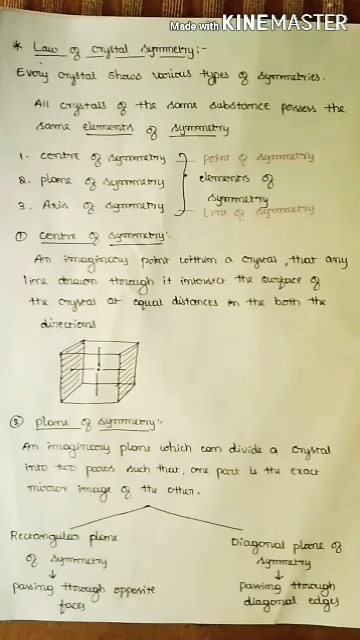 Made with KINEMASTER
* Law of crystal symmetry:-
Every crystal shows various types of symmetries.
All crystals of the same substance possess the
same elements of symmetry
1. centre of symmetry point of symmetry
2. plane of symmetry elements of symmetry
3. Axis of symmetry Line of symmetry
① centre of symmetry:-
An imaginary point within a crystal, that any
line drawn through it intersect the surface of
the crystal at equal distances in the both the
directions
② plane of symmetry:-
An imaginary plane which can divide a crystal
into two parts such that, one part is the exact
mirror image of the other.
Rectangular plane
of symmetry
↓
passing through opposite
faces
Diagonal plane of
symmetry
↓
passing through
diagonal edges